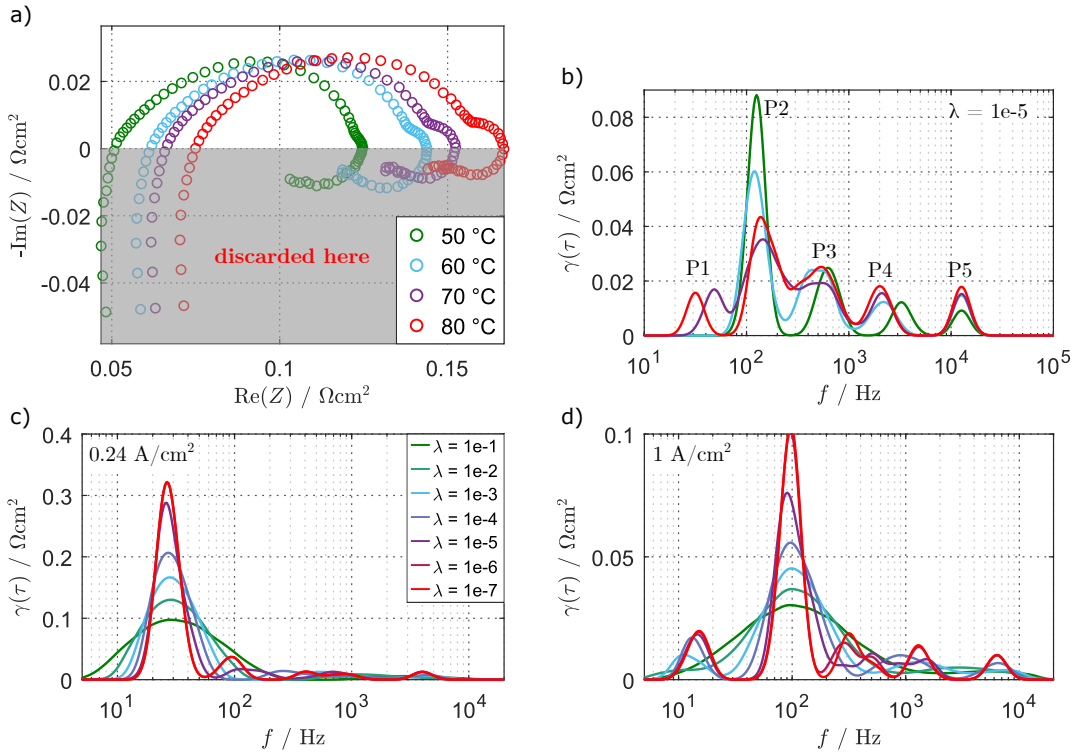 a)
-Im(Z) / Ωcm²
0.02
0
-0.02
-0.04
0.05
0.1
0.15
Re(Z) / Ωcm²
discarded here
50 °C
60 °C
70 °C
80 °C
b)
γ(τ) / Ωcm²
0.08
0.06
0.04
0.02
0
P1
P2
P3
P4
P5
λ = 1e-5
10¹
10²
10³
10⁴
10⁵
f / Hz
c)
0.24 A/cm²
γ(τ) / Ωcm²
0.4
0.3
0.2
0.1
0
λ = 1e-1
λ = 1e-2
λ = 1e-3
λ = 1e-4
λ = 1e-5
λ = 1e-6
λ = 1e-7
10¹
10²
10³
10⁴
f / Hz
d)
1 A/cm²
γ(τ) / Ωcm²
0.1
0.05
0
10¹
10²
10³
10⁴
f / Hz